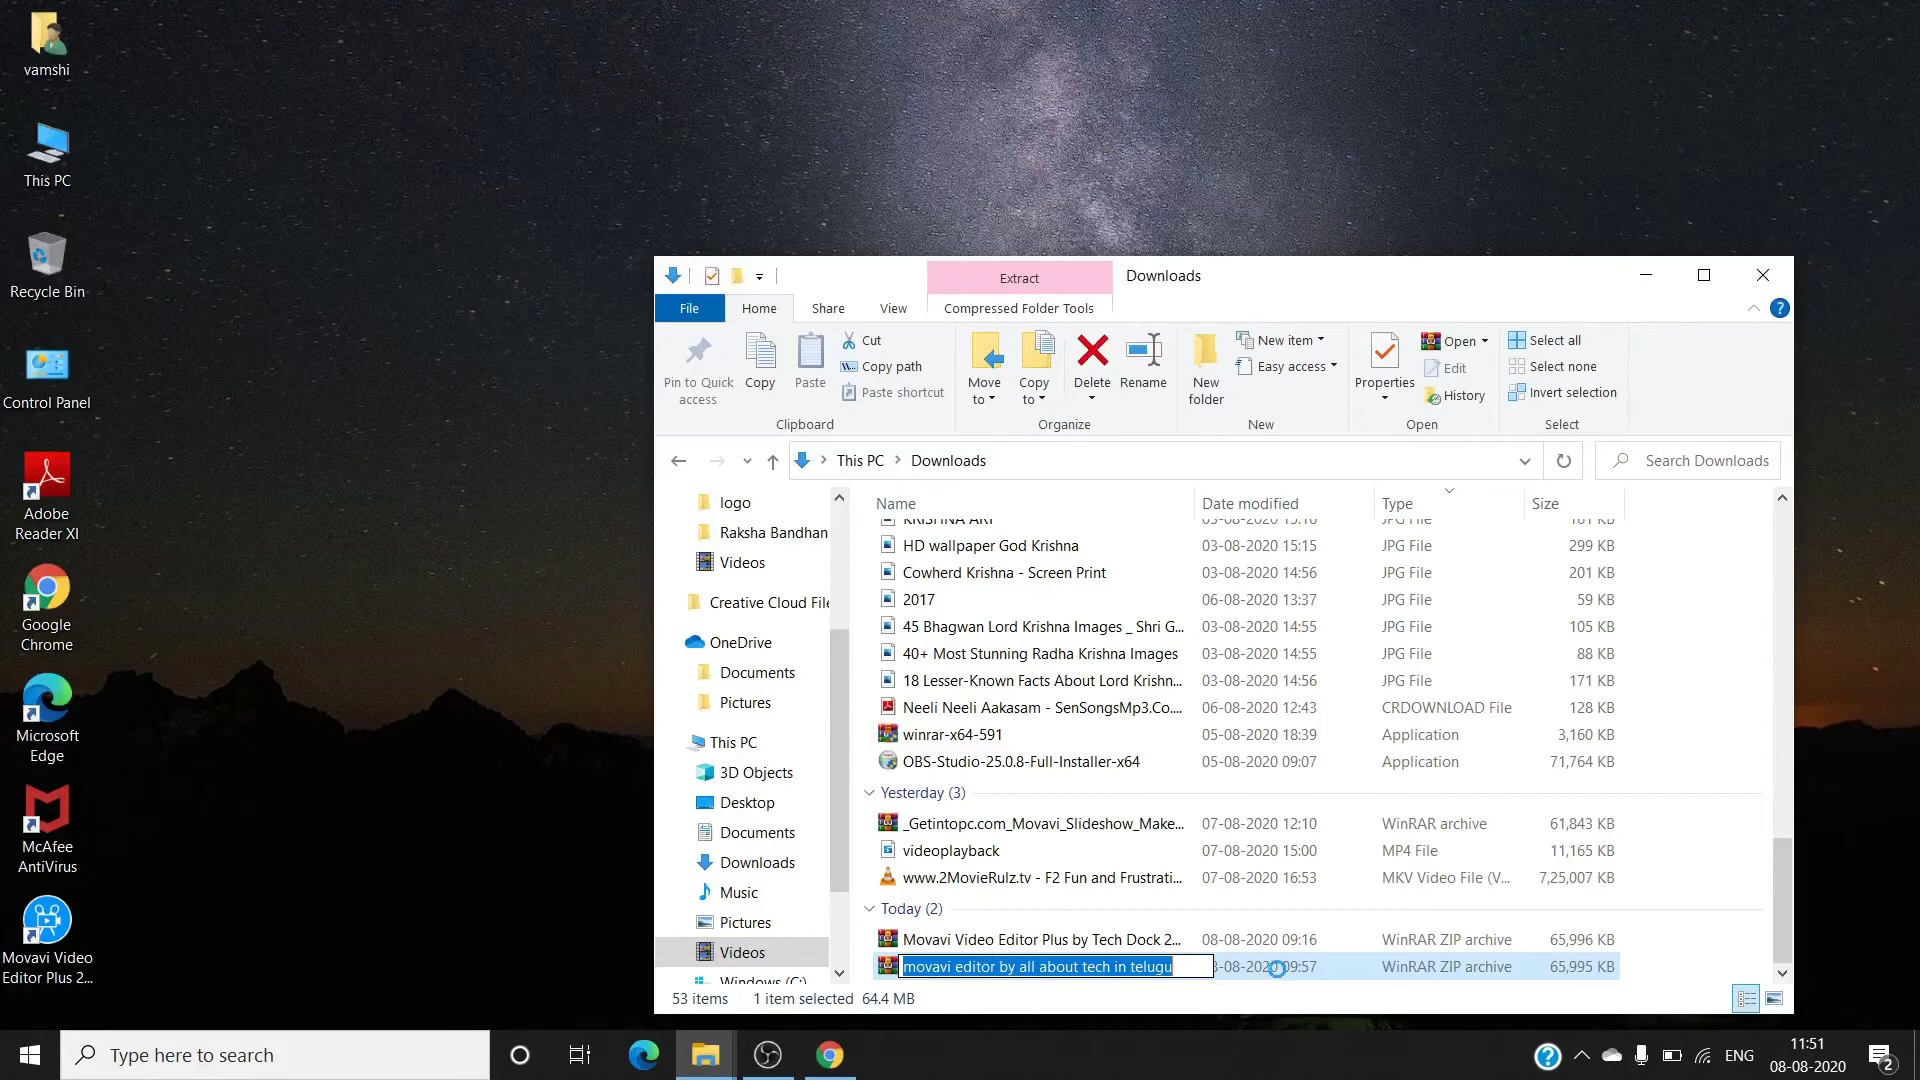 vamshi
This PC
Recycle Bin
Control Panel
Adobe
Reader XI
Google
Chrome
Microsoft
Edge
McAfee
AntiVirus
Movavi Video
Editor Plus 2...
Extract
Downloads
File
Home
Share
View
Compressed Folder Tools
Pin to Quick
access
Copy
Paste
Cut
Copy path
Paste shortcut
Clipboard
Move
to
Copy
to
Delete
Rename
Organize
New
folder
New item
Easy access
New
Properties
Open
Edit
History
Open
Select all
Select none
Invert selection
Select
This PC > Downloads
Search Downloads
logo
Raksha Bandhan
Videos
Creative Cloud File
OneDrive
Documents
Pictures
This PC
3D Objects
Desktop
Documents
Downloads
Music
Pictures
Videos
Windows (C:)
Name Date modified Type Size
KRISHNA ART 03-08-2020 15:16 JPG File 161 KB
HD wallpaper God Krishna 03-08-2020 15:15 JPG File 299 KB
Cowherd Krishna - Screen Print 03-08-2020 14:56 JPG File 201 KB
2017 06-08-2020 13:37 JPG File 59 KB
45 Bhagwan Lord Krishna Images _ Shri G... 03-08-2020 14:55 JPG File 105 KB
40+ Most Stunning Radha Krishna Images 03-08-2020 14:55 JPG File 88 KB
18 Lesser-Known Facts About Lord Krishn... 03-08-2020 14:56 JPG File 171 KB
Neeli Neeli Aakasam - SenSongsMp3.Co.... 06-08-2020 12:43 CRDOWNLOAD File 128 KB
winrar-x64-591 05-08-2020 18:39 Application 3,160 KB
OBS-Studio-25.0.8-Full-Installer-x64 05-08-2020 09:07 Application 71,764 KB
Yesterday (3)
_Getintopc.com_Movavi_Slideshow_Make... 07-08-2020 12:10 WinRAR archive 61,843 KB
videoplayback 07-08-2020 15:00 MP4 File 11,165 KB
www.2MovieRulz.tv - F2 Fun and Frustrati... 07-08-2020 16:53 MKV Video File (V... 7,25,007 KB
Today (2)
Movavi Video Editor Plus by Tech Dock 2... 08-08-2020 09:16 WinRAR ZIP archive 65,996 KB
movavi editor by all about tech in telugu 8-08-2020 09:57 WinRAR ZIP archive 65,995 KB
53 items 1 item selected 64.4 MB
Type here to search
ENG
11:51
08-08-2020
2